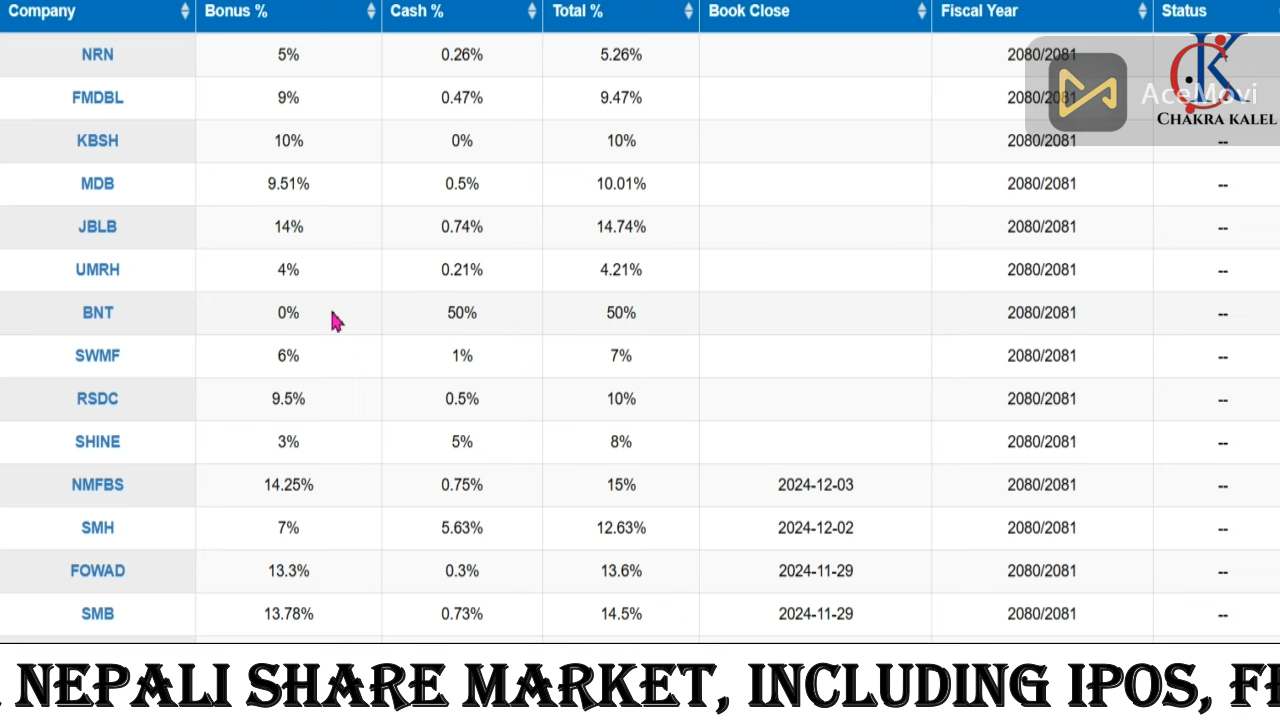 Company Bonus % Cash % Total % Book Close Fiscal Year Status
NRN 5% 0.26% 5.26% 2080/2081
FMDBL 9% 0.47% 9.47% 2080/2081
AceMovi
CHAKRA KALEL
KBSH 10% 0% 10% 2080/2081 --
MDB 9.51% 0.5% 10.01% 2080/2081 --
JBLB 14% 0.74% 14.74% 2080/2081 --
UMRH 4% 0.21% 4.21% 2080/2081 --
BNT 0% 50% 50% 2080/2081 --
SWMF 6% 1% 7% 2080/2081 --
RSDC 9.5% 0.5% 10% 2080/2081 --
SHINE 3% 5% 8% 2080/2081 --
NMFBS 14.25% 0.75% 15% 2024-12-03 2080/2081 --
SMH 7% 5.63% 12.63% 2024-12-02 2080/2081 --
FOWAD 13.3% 0.3% 13.6% 2024-11-29 2080/2081 --
SMB 13.78% 0.73% 14.5% 2024-11-29 2080/2081 --
NEPALI SHARE MARKET, INCLUDING IPOS,